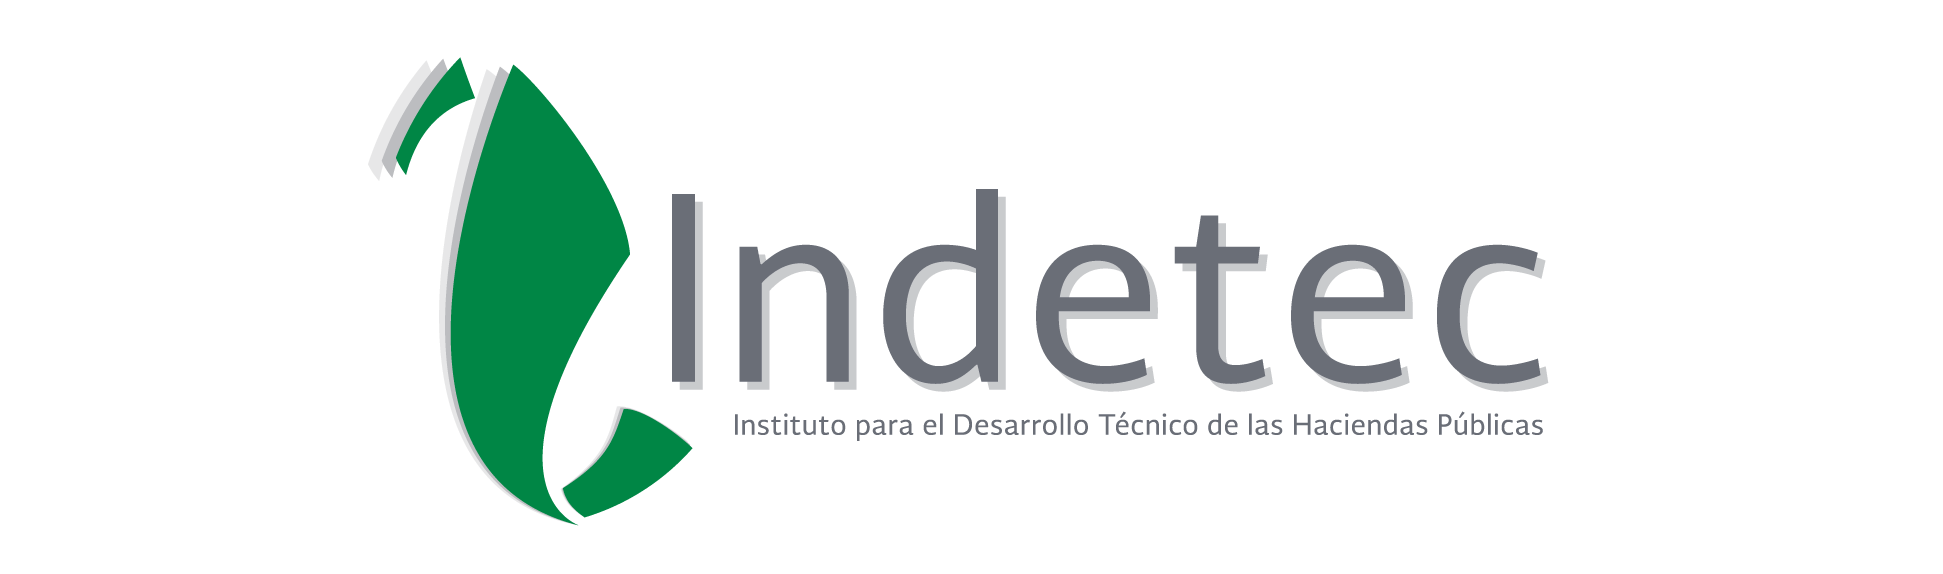 Indetec
Instituto para el Desarrollo Técnico de las Haciendas Públicas